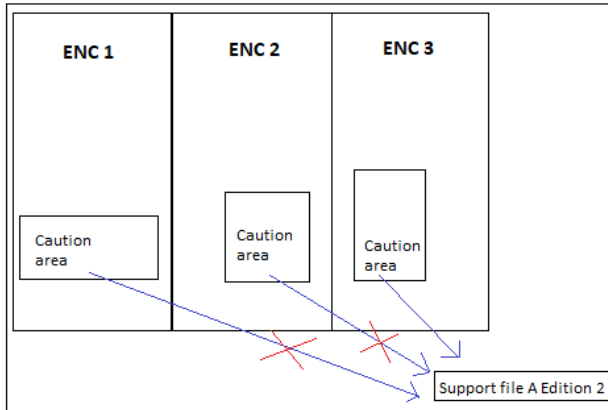 ENC 1
ENC 2
ENC 3
Caution
area
Caution
area
Caution
area
Support file A Edition 2